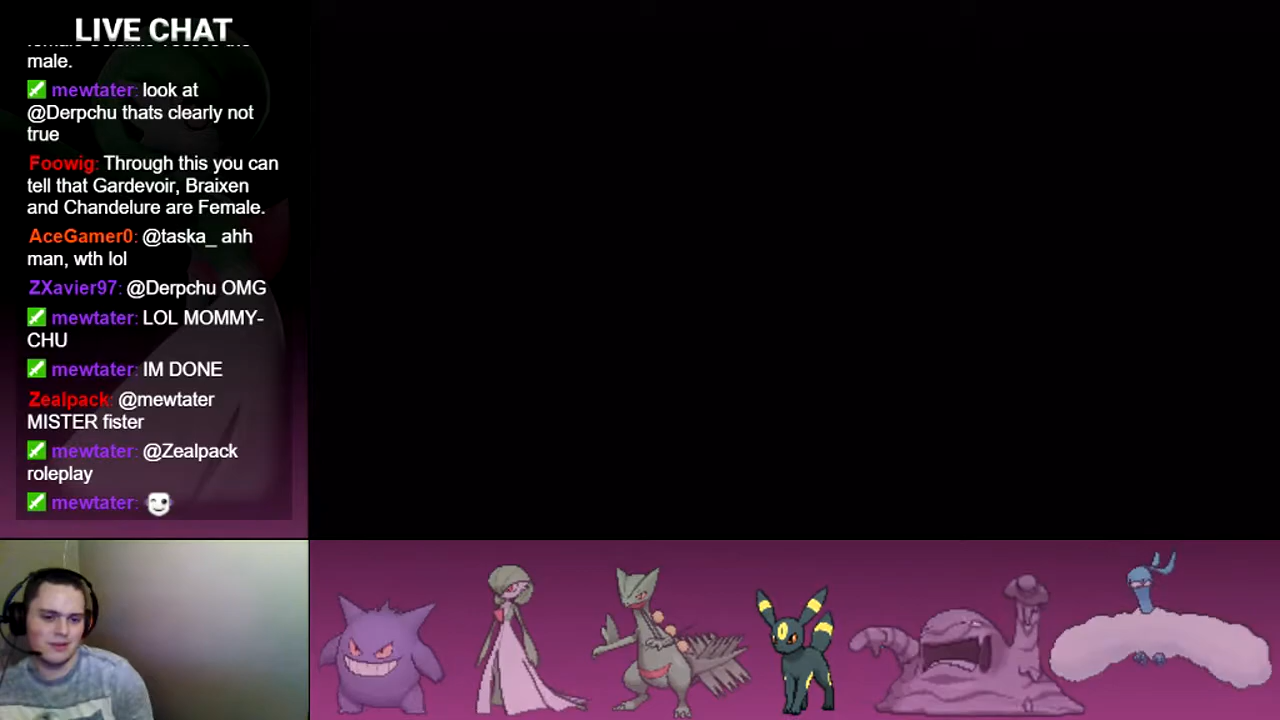 LIVE CHAT
male.
mewtater: look at
@Derpchu thats clearly not
true
Foowig: Through this you can
tell that Gardevoir, Braixen
and Chandelure are Female.
AceGamer0: @taska_ ahh
man, wth lol
ZXavier97: @Derpchu OMG
mewtater: LOL MOMMY-
CHU
mewtater: IM DONE
Zealpack: @mewtater
MISTER fister
mewtater: @Zealpack
roleplay
mewtater: